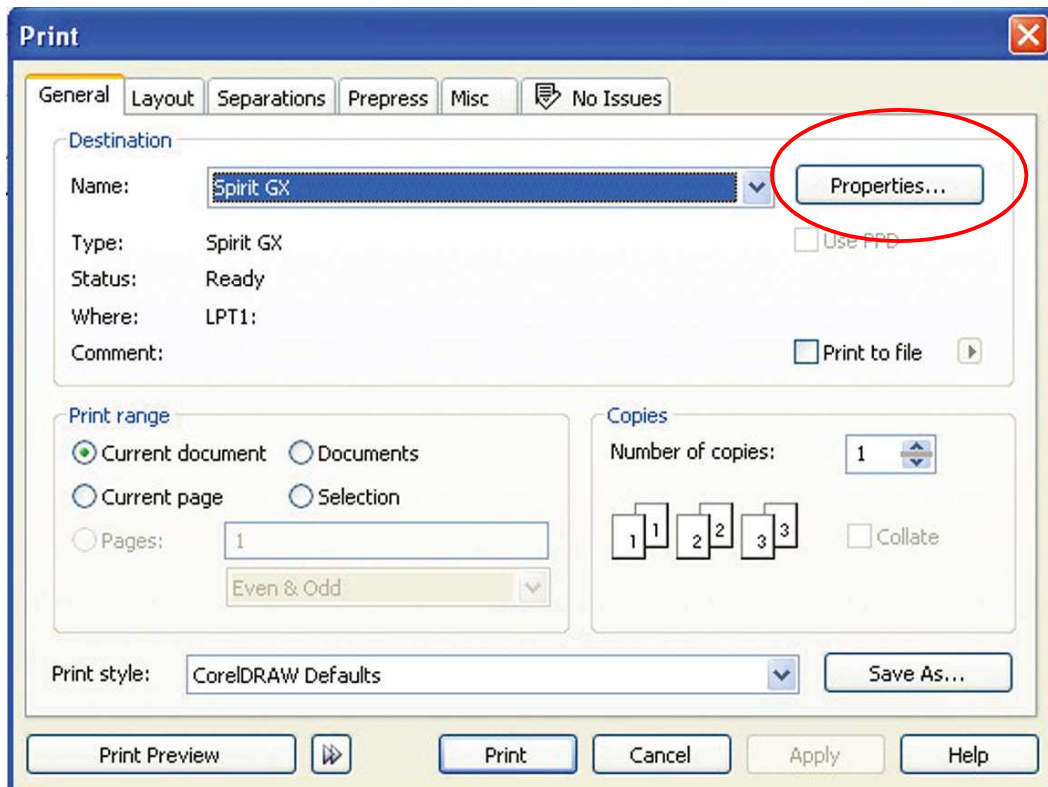 Print
General Layout Separations Prepress Misc No Issues
Destination
Name: Spirit GX Properties...
Type: Spirit GX Use PPD
Status: Ready
Where: LPT1:
Comment: Print to file
Print range
Current document Documents
Current page Selection
Pages: 1
Even & Odd
Copies
Number of copies: 1
1 1 2 2 3 3 Collate
Print style: CorelDRAW Defaults Save As...
Print Preview Print Cancel Apply Help